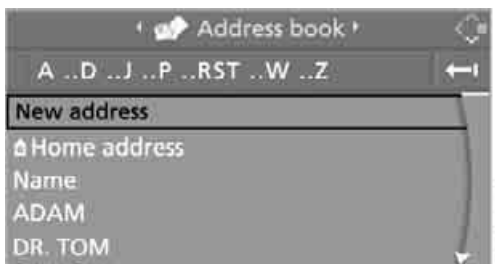 Address book
A ..D ..J ..P ..RST ..W ..Z
New address
Home address
Name
ADAM
DR. TOM